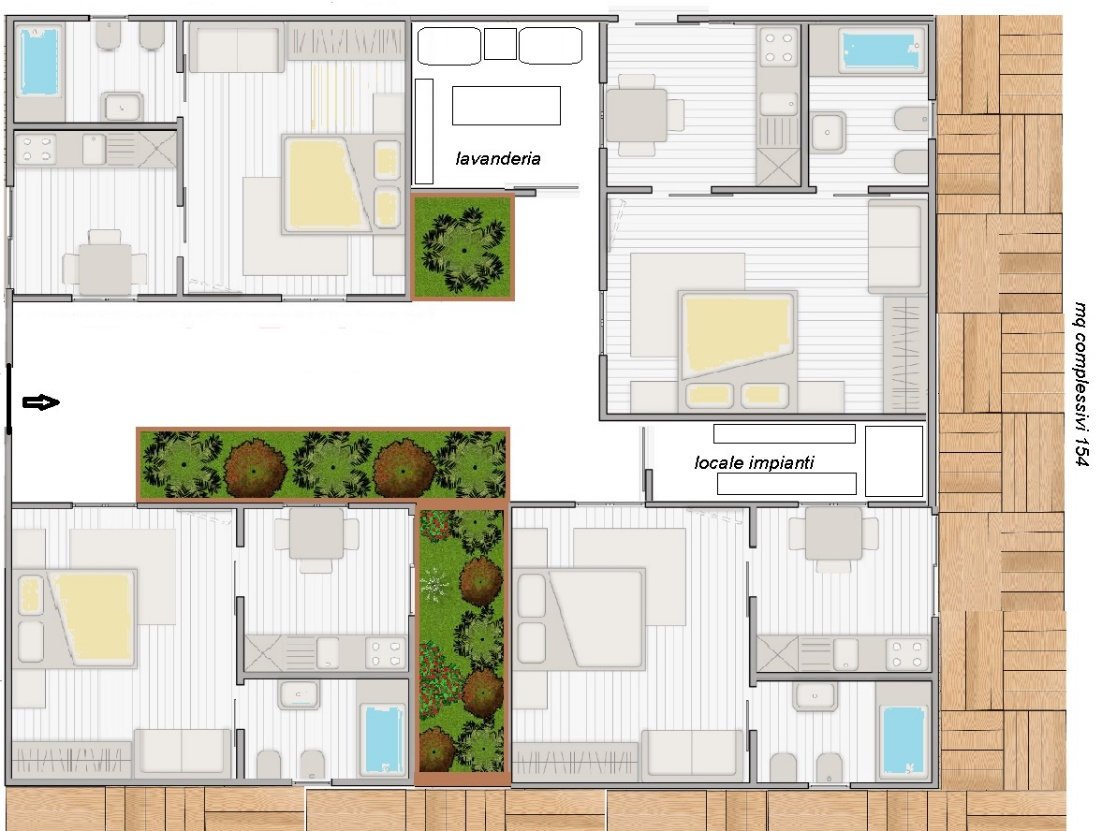 lavanderia
locale impianti
mq complessivi 154